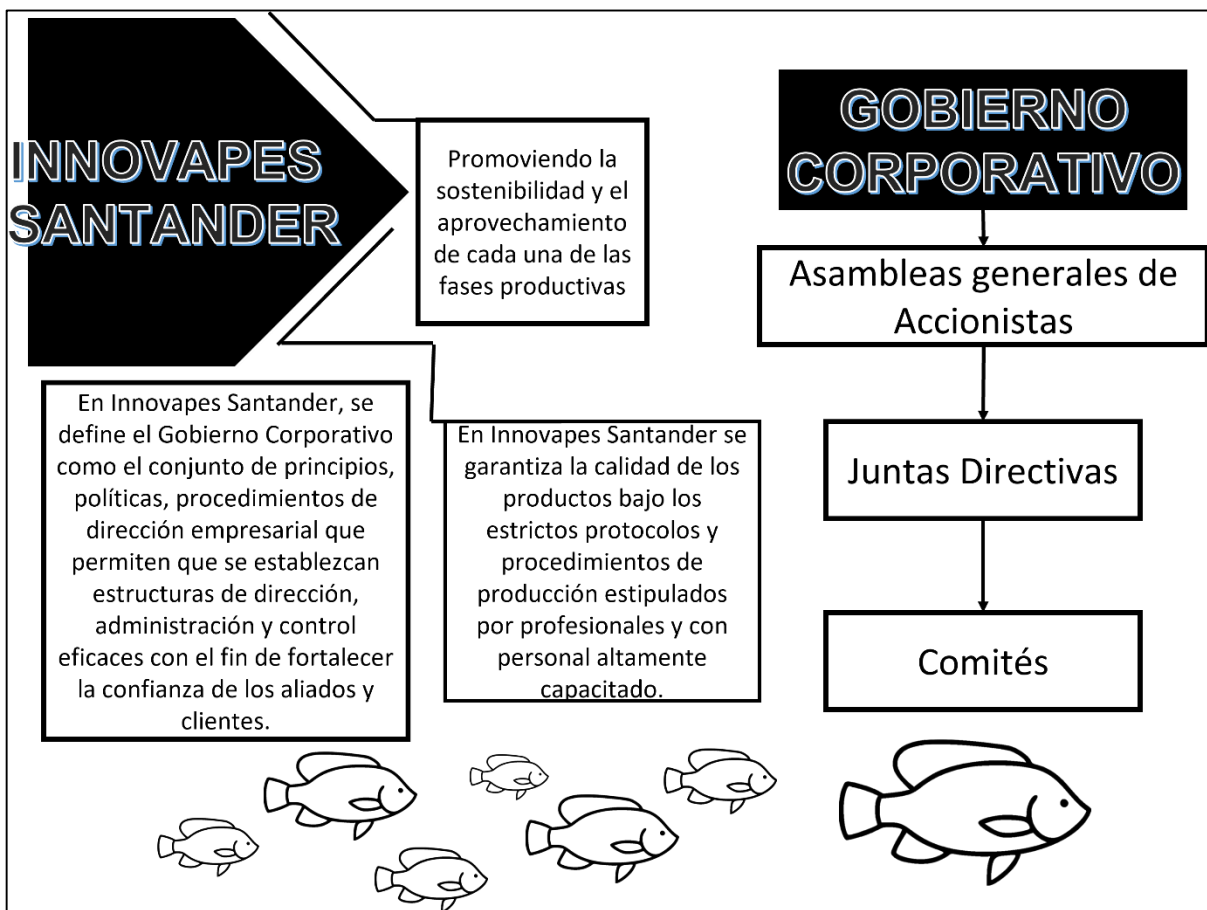 INNOVAPES
SANTANDER
Promoviendo la
sostenibilidad y el
aprovechamiento
de cada una de las
fases productivas
En Innovapes Santander, se
define el Gobierno Corporativo
como el conjunto de principios,
políticas, procedimientos de
dirección empresarial que
permiten que se establezcan
estructuras de dirección,
administración y control
eficaces con el fin de fortalecer
la confianza de los aliados y
clientes.
En Innovapes Santander se
garantiza la calidad de los
productos bajo los
estrictos protocolos y
procedimientos de
producción estipulados
por profesionales y con
personal altamente
capacitado.
GOBIERNO
CORPORATIVO
Asambleas generales de
Accionistas
Juntas Directivas
Comités